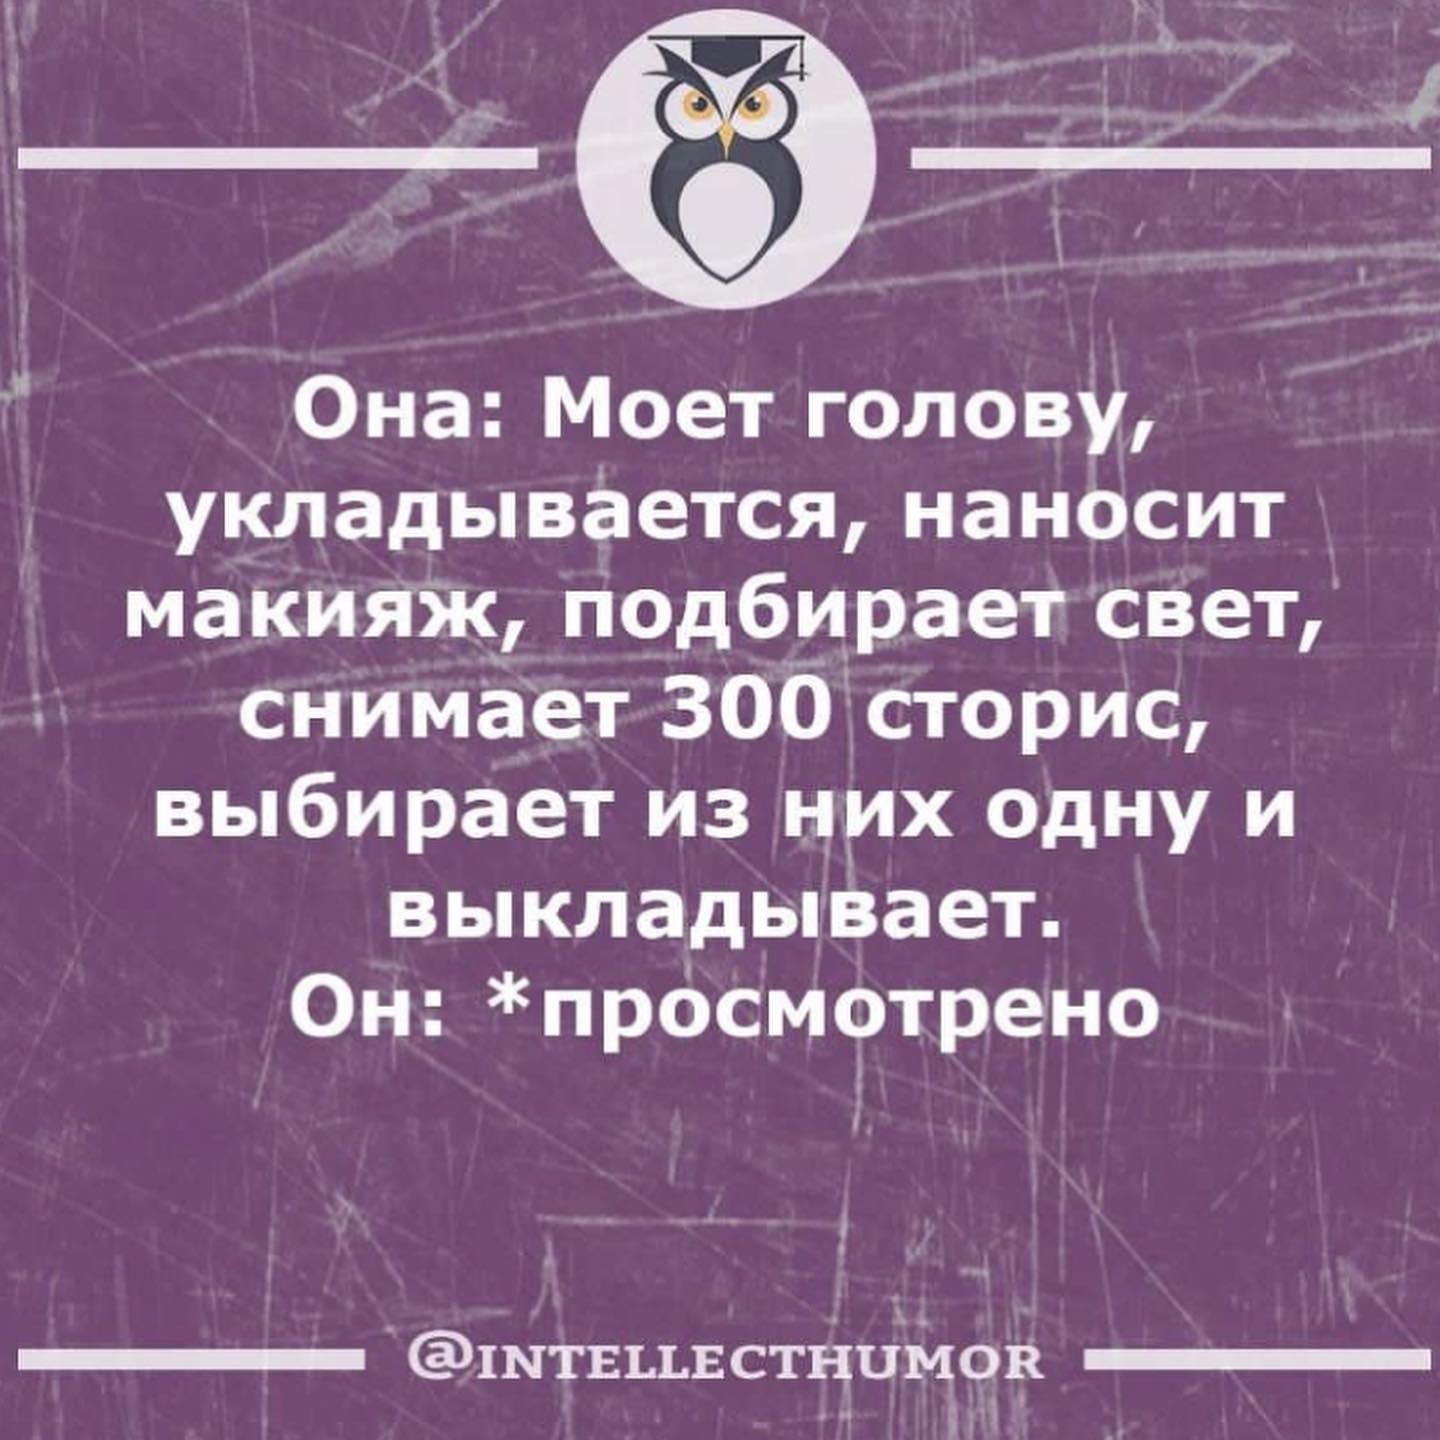 Она: Моет голову,
укладывается, наносит
макияж, подбирает свет,
снимает 300 сторис,
выбирает из них одну и
выкладывает.
Он: *просмотрено
@INTELLECTHUMOR